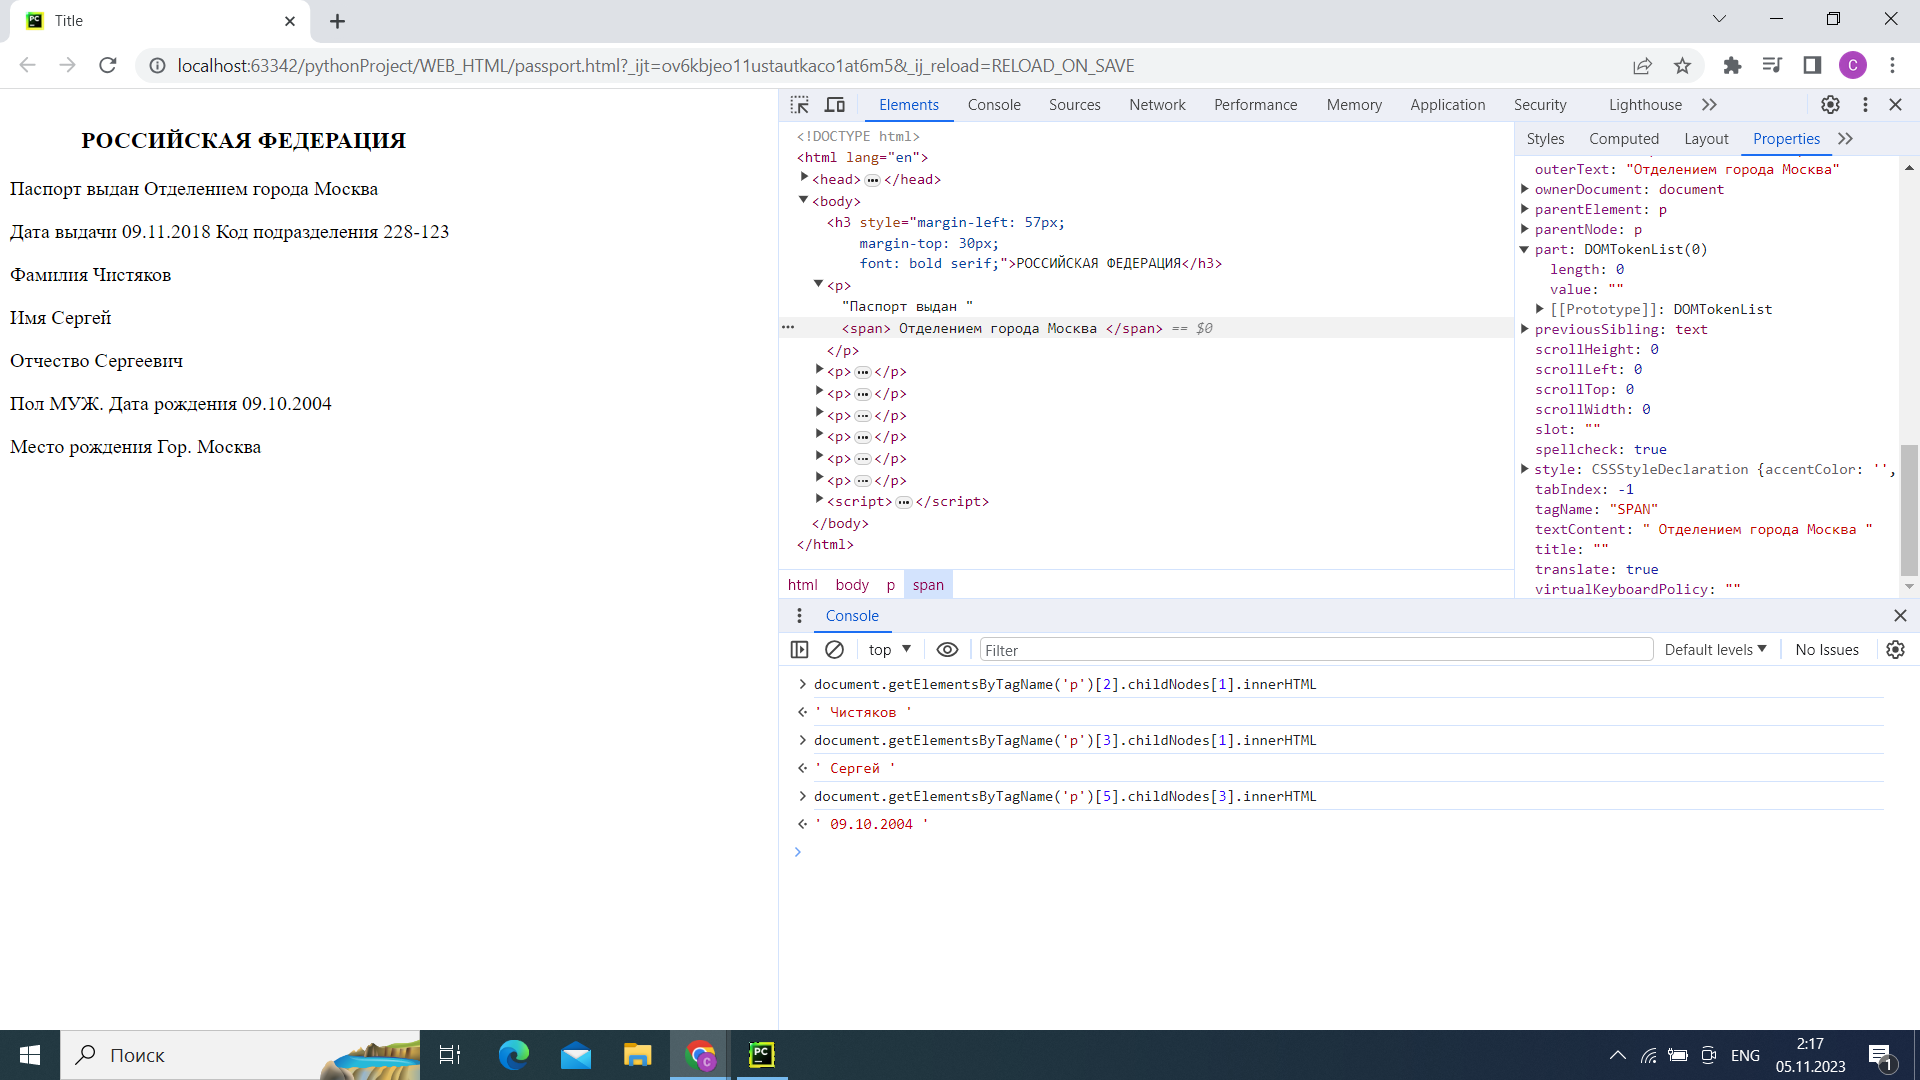 Title
localhost:63342/pythonProject/WEB_HTML/passport.html?_ijt=ov6kbjeo11ustautkaco1at6m5&_ij_reload=RELOAD_ON_SAVE
C
РОССИЙСКАЯ ФЕДЕРАЦИЯ
Паспорт выдан Отделением города Москва
Дата выдачи 09.11.2018 Код подразделения 228-123
Фамилия Чистяков
Имя Сергей
Отчество Сергеевич
Пол МУЖ. Дата рождения 09.10.2004
Место рождения Гор. Москва
Elements Console Sources Network Performance Memory Application Security Lighthouse
<!DOCTYPE html>
<html lang="en">
<head>…</head>
<body>
<h3 style="margin-left: 57px;
margin-top: 30px;
font: bold serif;">РОССИЙСКАЯ ФЕДЕРАЦИЯ</h3>
<p>
"Паспорт выдан "
<span> Отделением города Москва </span> == $0
</p>
<p>…</p>
<p>…</p>
<p>…</p>
<p>…</p>
<p>…</p>
<p>…</p>
<script>…</script>
</body>
</html>
html body p span
Styles Computed Layout Properties
outerText: "Отделением города Москва"
ownerDocument: document
parentElement: p
parentNode: p
part: DOMTokenList(0)
length: 0
value: ""
[[Prototype]]: DOMTokenList
previousSibling: text
scrollHeight: 0
scrollLeft: 0
scrollTop: 0
scrollWidth: 0
slot: ""
spellcheck: true
style: CSSStyleDeclaration {accentColor: '',
tabIndex: -1
tagName: "SPAN"
textContent: " Отделением города Москва "
title: ""
translate: true
virtualKeyboardPolicy: ""
Console
top Filter Default levels No Issues
document.getElementsByTagName('p')[2].childNodes[1].innerHTML
' Чистяков '
document.getElementsByTagName('p')[3].childNodes[1].innerHTML
' Сергей '
document.getElementsByTagName('p')[5].childNodes[3].innerHTML
' 09.10.2004 '
Поиск
ENG
2:17
05.11.2023
1